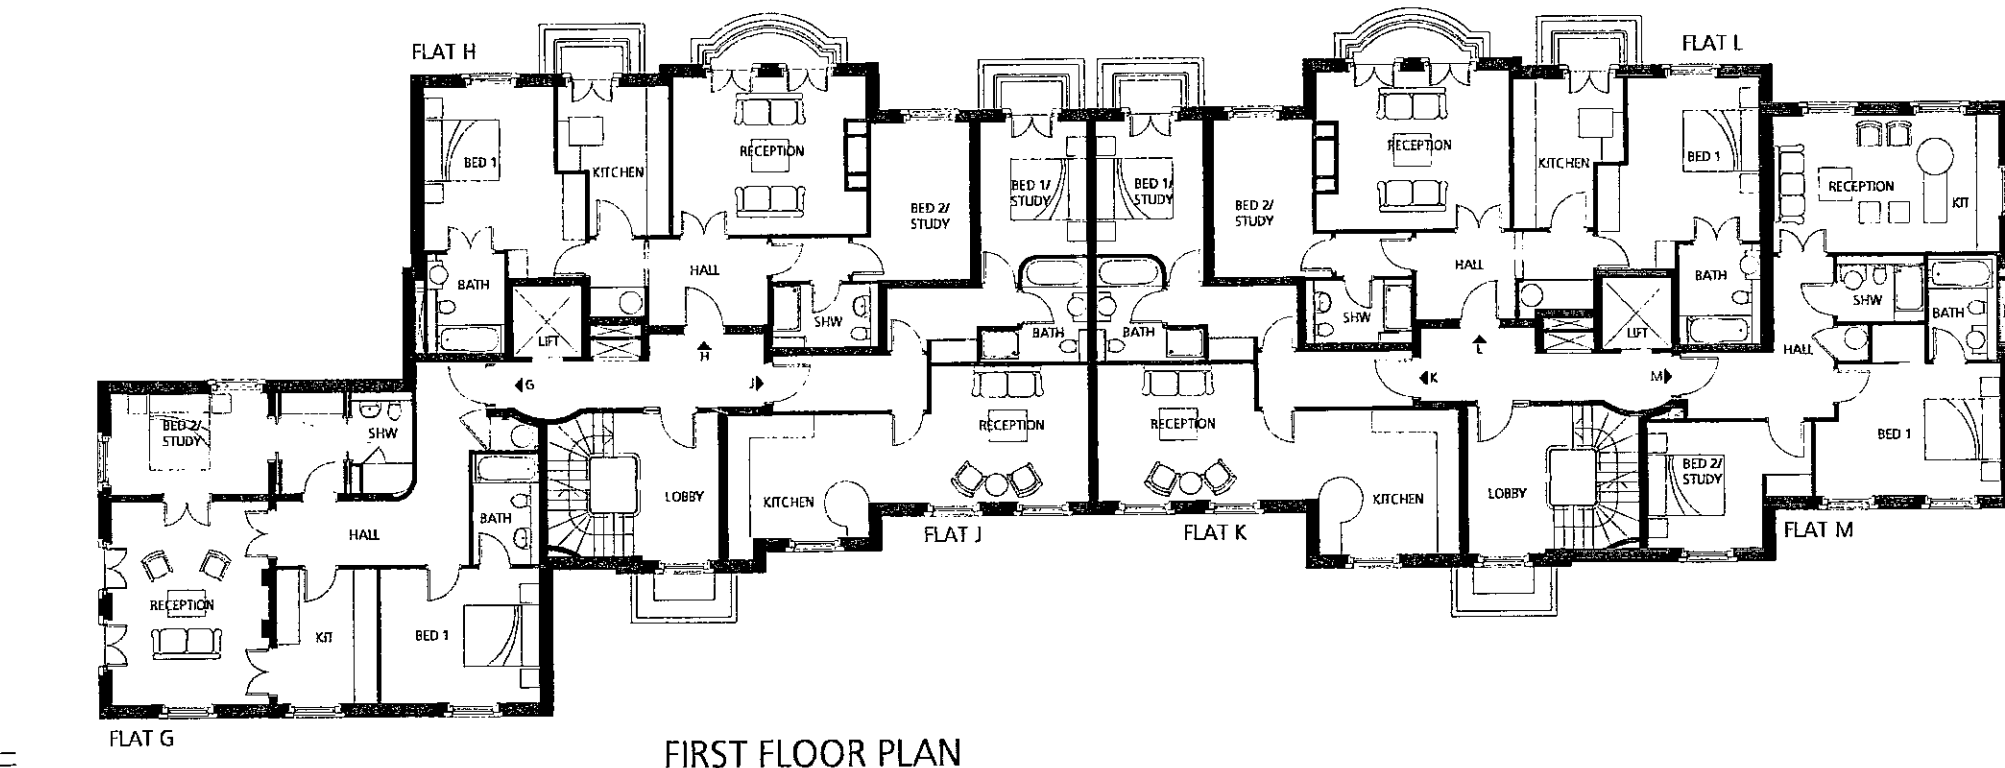 FLAT H
FLAT L
BED 1
KITCHEN
RECEPTION
BED 2/
STUDY
BED 1/
STUDY
BED 1/
STUDY
BED 2/
STUDY
RECEPTION
KITCHEN
BED 1
RECEPTION
KIT
BATH
LIFT
HALL
SHW
BATH
BATH
SHW
HALL
LIFT
BATH
SHW
BATH
HALL
H
L
G
J
K
M
BED 2/
STUDY
SHW
RECEPTION
RECEPTION
BED 1
HALL
BATH
LOBBY
KITCHEN
KITCHEN
LOBBY
BED 2/
STUDY
FLAT J
FLAT K
FLAT M
RECEPTION
KIT
BED 1
FLAT G
FIRST FLOOR PLAN